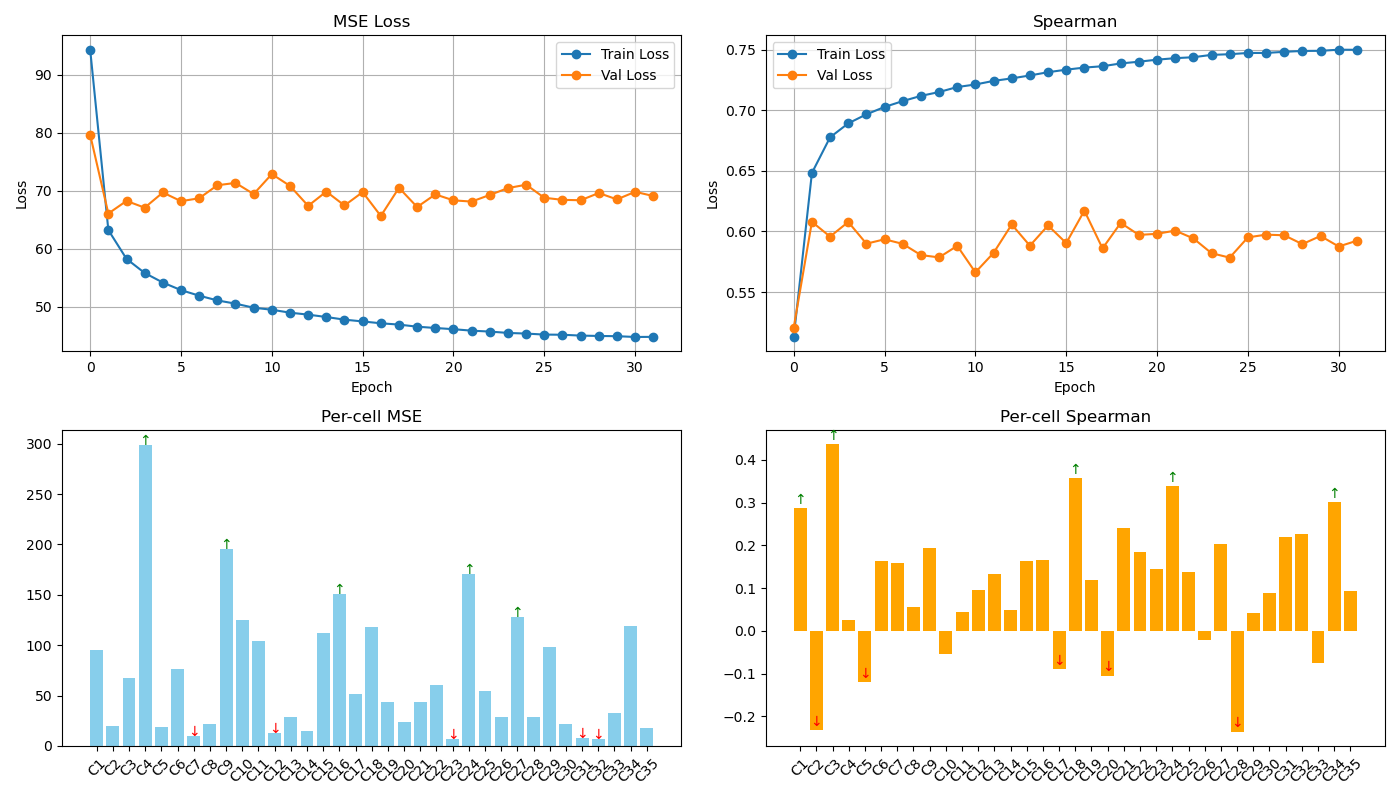 MSE Loss
Loss
90
80
70
60
50
Train Loss
Val Loss
0 5 10 15 20 25 30
Epoch
Spearman
Loss
0.75
0.70
0.65
0.60
0.55
Train Loss
Val Loss
0 5 10 15 20 25 30
Epoch
Per-cell MSE
300
250
200
150
100
50
0
↑ ↑ ↑ ↑ ↑
↓ ↓ ↓ ↓ ↓
C1 C2 C3 C4 C5 C6 C7 C8 C9 C10 C11 C12 C13 C14 C15 C16 C17 C18 C19 C20 C21 C22 C23 C24 C25 C26 C27 C28 C29 C30 C31 C32 C33 C34 C35
Per-cell Spearman
0.4
0.3
0.2
0.1
0.0
−0.1
−0.2
↑ ↑ ↑ ↑ ↑
↓ ↓ ↓ ↓ ↓
C1 C2 C3 C4 C5 C6 C7 C8 C9 C10 C11 C12 C13 C14 C15 C16 C17 C18 C19 C20 C21 C22 C23 C24 C25 C26 C27 C28 C29 C30 C31 C32 C33 C34 C35